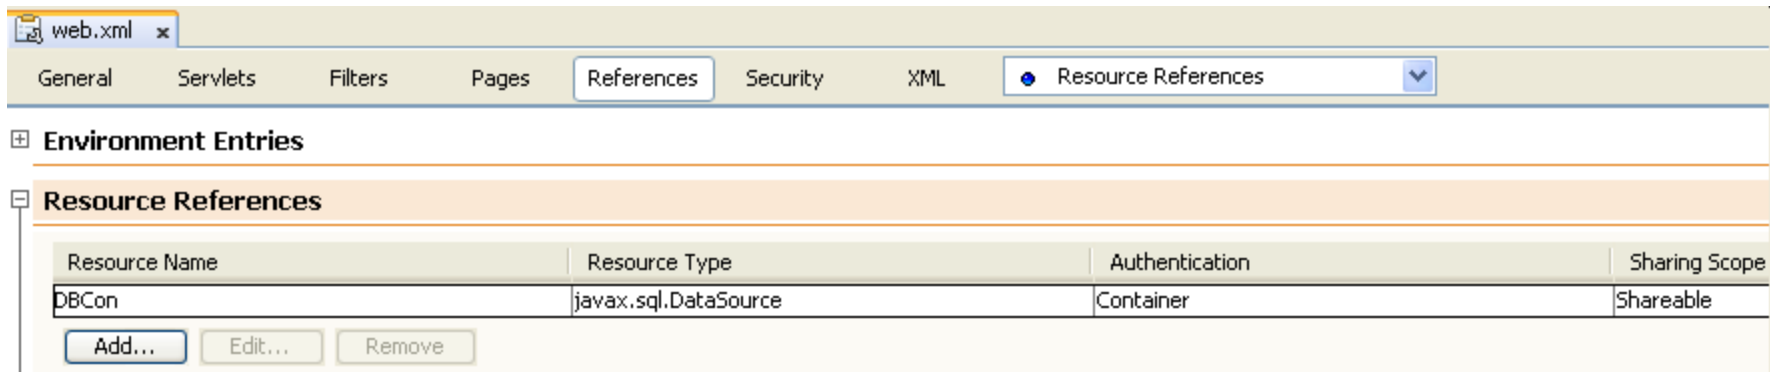 web.xml x
General Servlets Filters Pages References Security XML Resource References
Environment Entries
Resource References
Resource Name Resource Type Authentication Sharing Scope
DBCon javax.sql.DataSource Container Shareable
Add... Edit... Remove